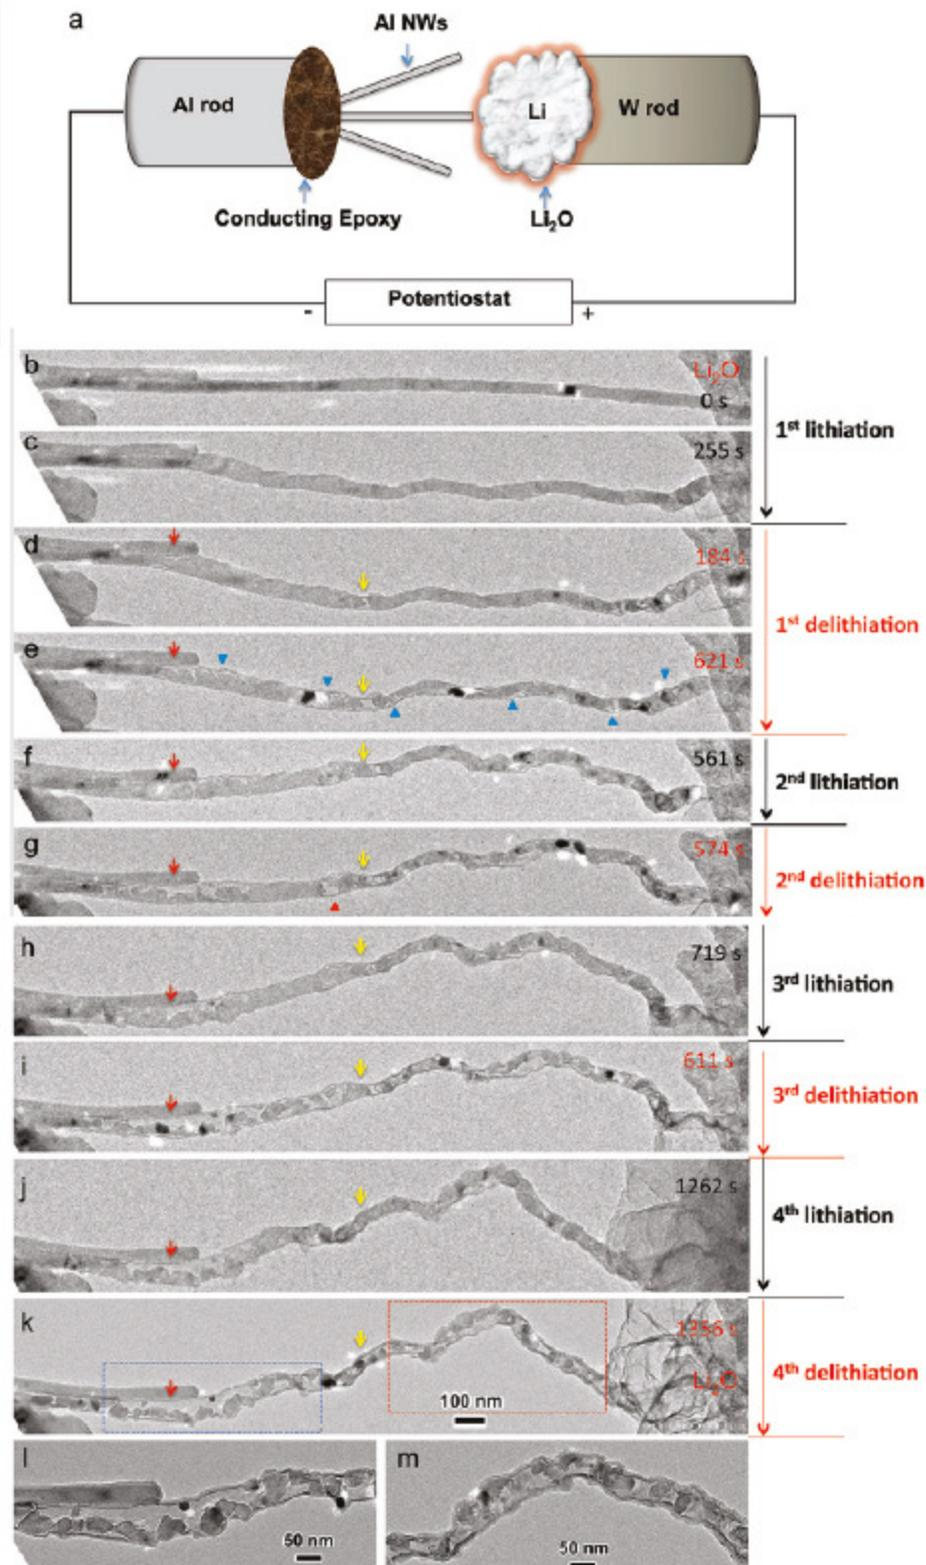 a
Al NWs
Al rod
Li
W rod
Conducting Epoxy
Li₂O
Potentiostat
- +
b
Li₂O
0 s
1st lithiation
c
255 s
d
184 s
1st delithiation
e
621 s
f
561 s
2nd lithiation
g
574 s
2nd delithiation
h
719 s
3rd lithiation
i
611 s
3rd delithiation
j
1262 s
4th lithiation
k
Li₂O
4th delithiation
100 nm
l
50 nm
m
50 nm